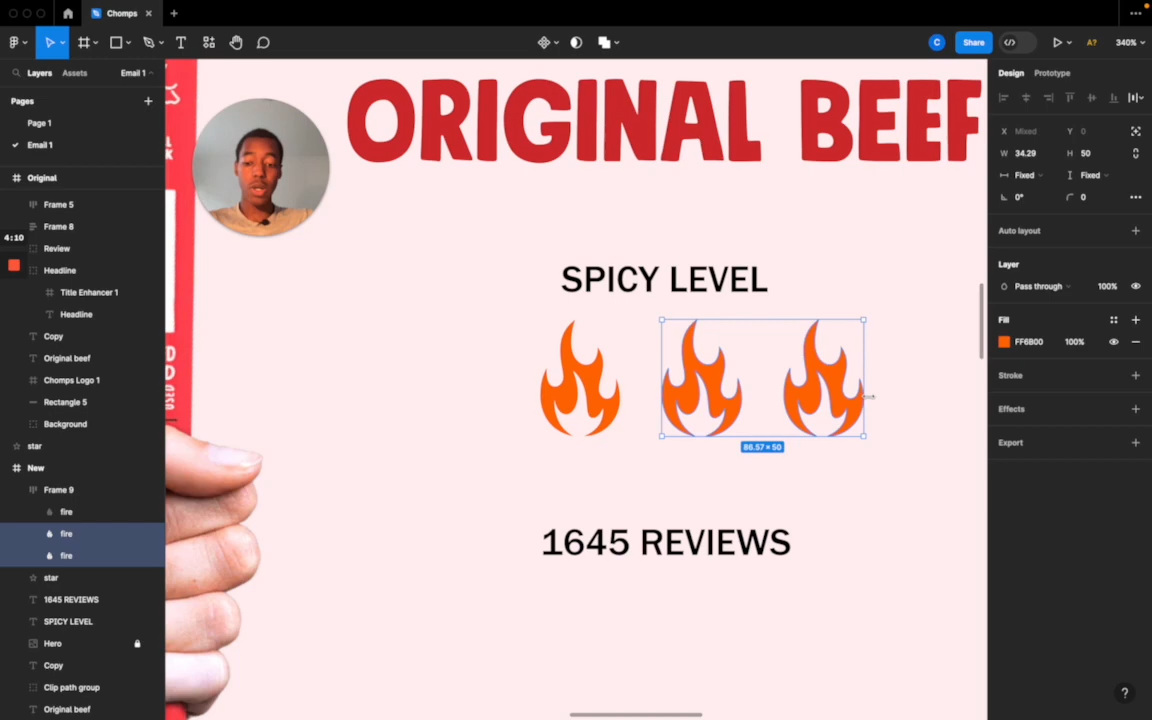 Chomps
Share
A?
340%
Layers
Assets
Email 1
Pages
Page 1
Email 1
Original
Frame 5
Frame 8
4:10
Review
Headline
Title Enhancer 1
Headline
Copy
Original beef
Chomps Logo 1
Rectangle 5
Background
star
New
Frame 9
fire
fire
fire
star
1645 REVIEWS
SPICY LEVEL
Hero
Copy
Clip path group
Original beef
ORIGINAL BEEF
SPICY LEVEL
88.57 × 50
1645 REVIEWS
C
Design
Prototype
X Mixed
Y 0
W 34.29
H 50
Fixed
Fixed
0°
0
Auto layout
Layer
Pass through
100%
Fill
FF6B00
100%
Stroke
Effects
Export
?